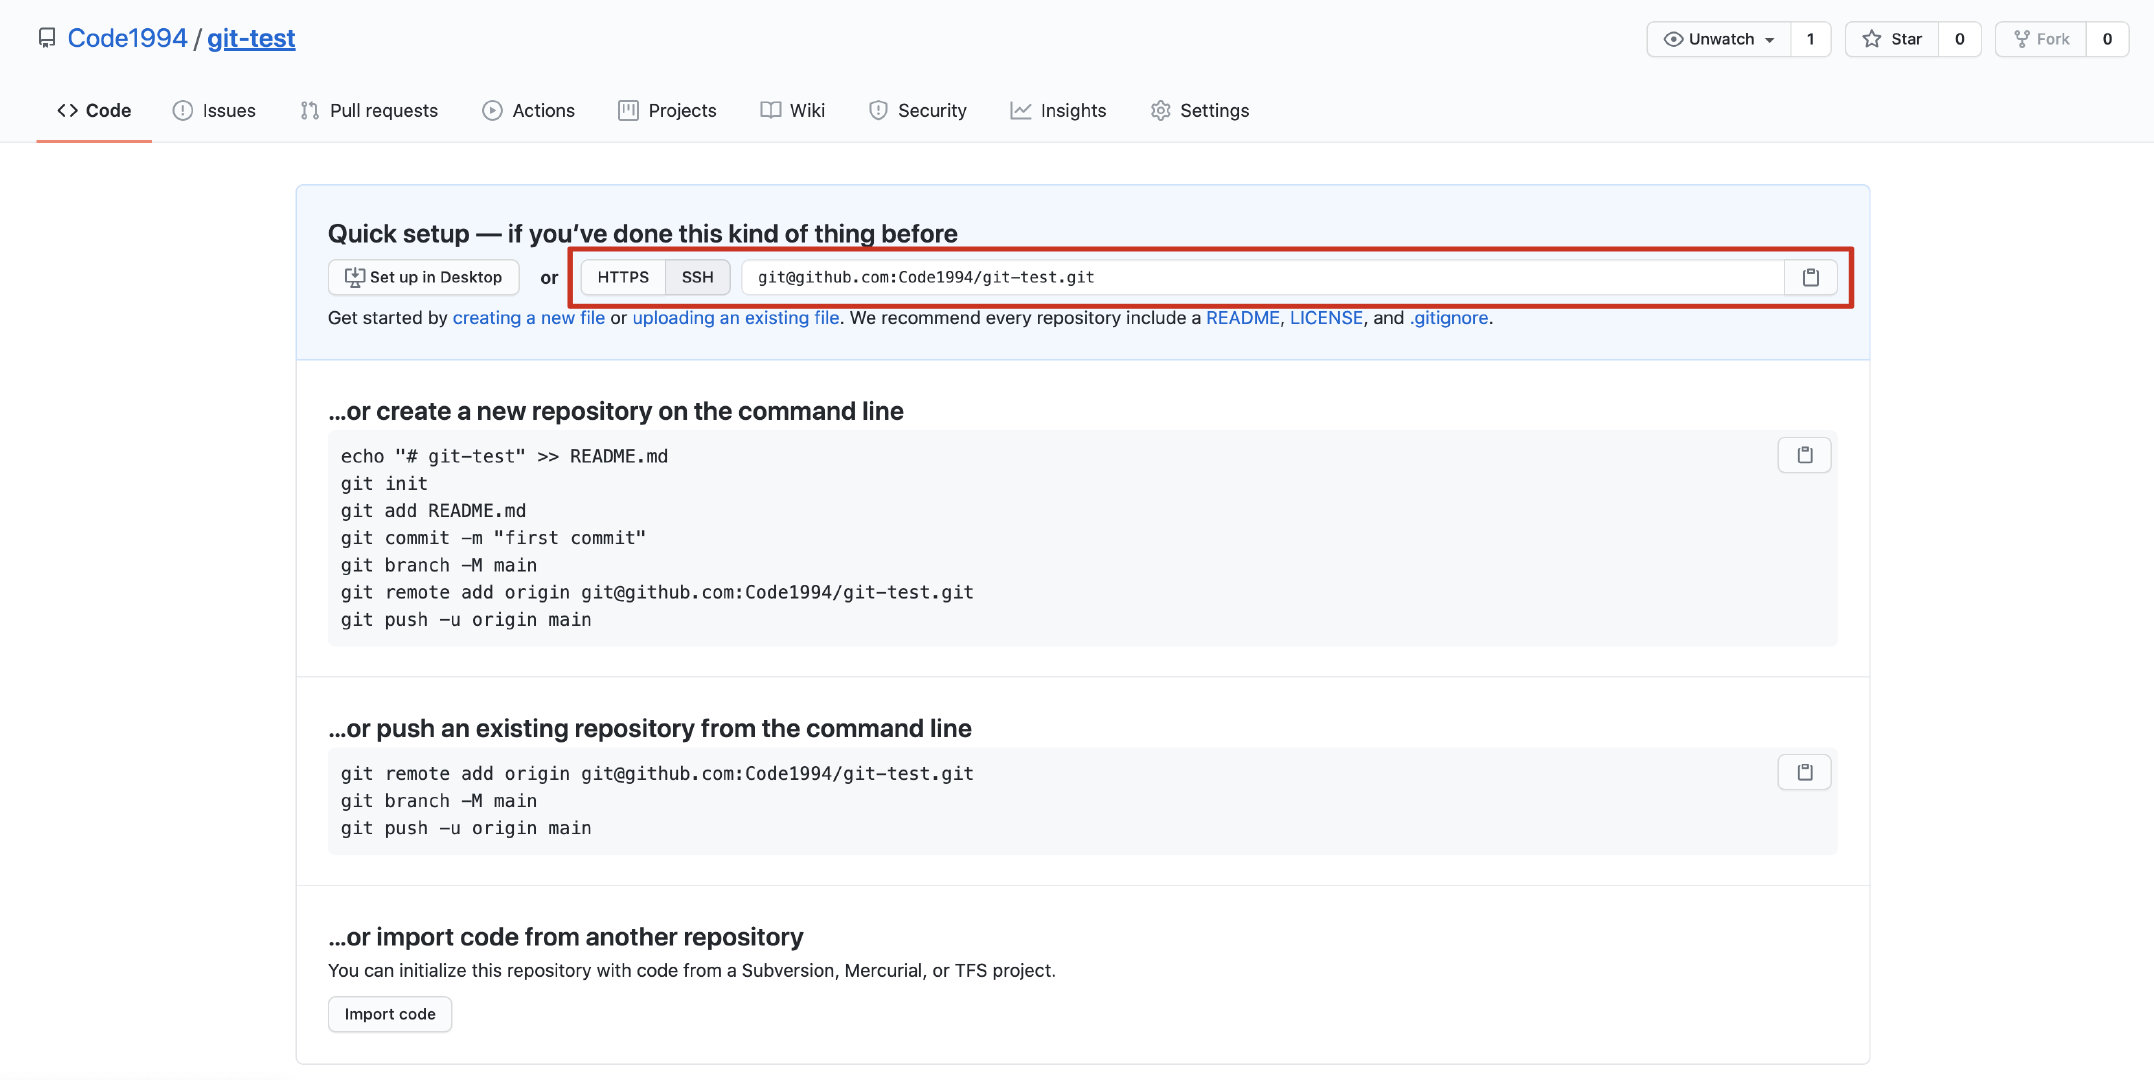 Code1994 / git-test
Unwatch 1 Star 0 Fork 0
Code Issues Pull requests Actions Projects Wiki Security Insights Settings
Quick setup — if you’ve done this kind of thing before
Set up in Desktop or HTTPS SSH git@github.com:Code1994/git-test.git
Get started by creating a new file or uploading an existing file. We recommend every repository include a README, LICENSE, and .gitignore.
…or create a new repository on the command line
echo "# git-test" >> README.md
git init
git add README.md
git commit -m "first commit"
git branch -M main
git remote add origin git@github.com:Code1994/git-test.git
git push -u origin main
…or push an existing repository from the command line
git remote add origin git@github.com:Code1994/git-test.git
git branch -M main
git push -u origin main
…or import code from another repository
You can initialize this repository with code from a Subversion, Mercurial, or TFS project.
Import code